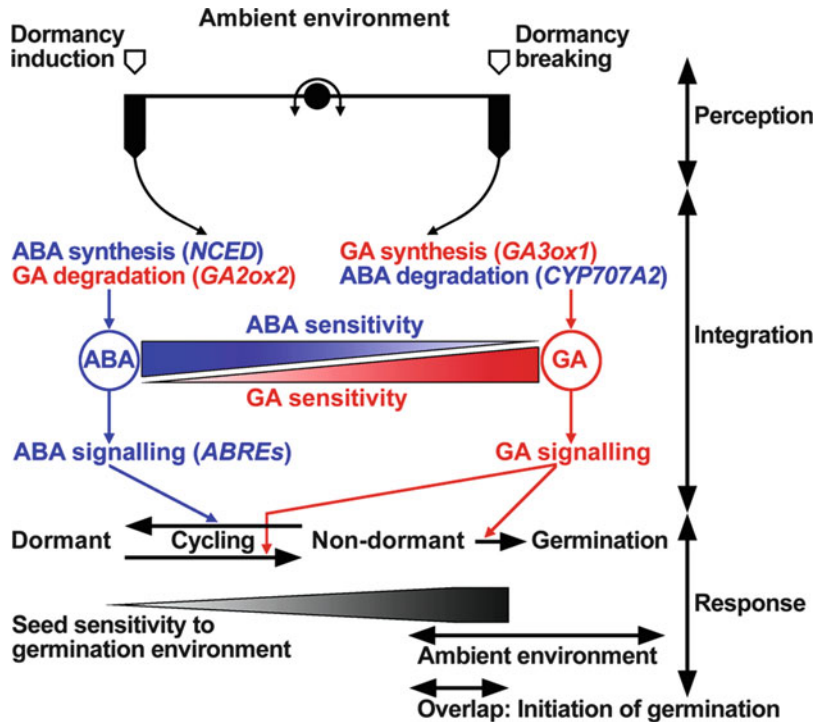 Ambient environment
Dormancy
induction
Dormancy
breaking
Perception
ABA synthesis (NCED)
GA degradation (GA2ox2)
GA synthesis (GA3ox1)
ABA degradation (CYP707A2)
Integration
ABA sensitivity
ABA
GA
GA sensitivity
ABA signalling (ABREs)
GA signalling
Dormant
Cycling
Non-dormant
Germination
Response
Seed sensitivity to
germination environment
Ambient environment
Overlap: Initiation of germination